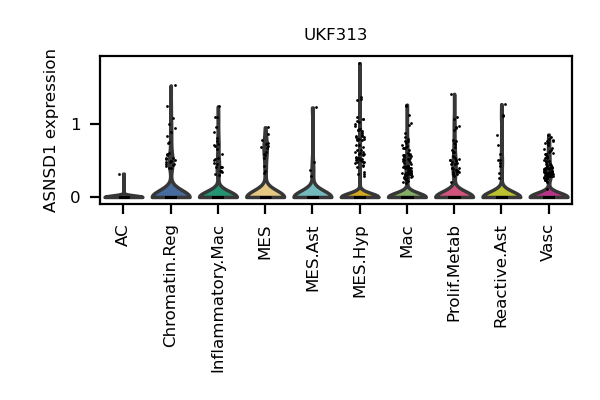 UKF313
ASNSD1 expression
1
0
AC
Chromatin.Reg
Inflammatory.Mac
MES
MES.Ast
MES.Hyp
Mac
Prolif.Metab
Reactive.Ast
Vasc